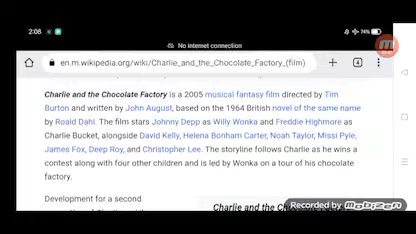 2:08
74%
No internet connection
en.m.wikipedia.org/wiki/Charlie_and_the_Chocolate_Factory_(film)
4
Charlie and the Chocolate Factory is a 2005 musical fantasy film directed by Tim
Burton and written by John August, based on the 1964 British novel of the same name
by Roald Dahl. The film stars Johnny Depp as Willy Wonka and Freddie Highmore as
Charlie Bucket, alongside David Kelly, Helena Bonham Carter, Noah Taylor, Missi Pyle,
James Fox, Deep Roy, and Christopher Lee. The storyline follows Charlie as he wins a
contest along with four other children and is led by Wonka on a tour of his chocolate
factory.
Development for a second
Charlie and the
Recorded by MOBIZEN